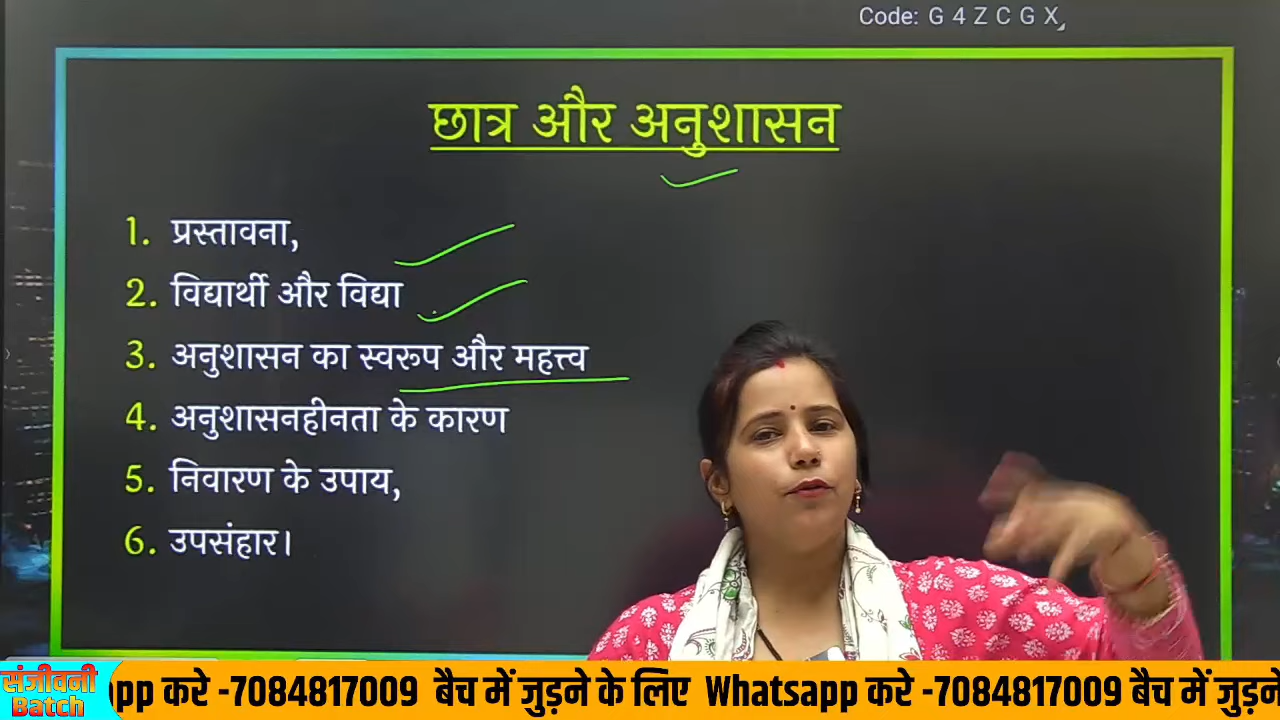 Code: G 4 Z C G X
छात्र और अनुशासन
1. प्रस्तावना,
2. विद्यार्थी और विद्या
3. अनुशासन का स्वरूप और महत्त्व
4. अनुशासनहीनता के कारण
5. निवारण के उपाय,
6. उपसंहार।
संजीवनी
Batch
pp करे -7084817009 बैच में जुड़ने के लिए Whatsapp करे -7084817009 बैच में जुड़ने